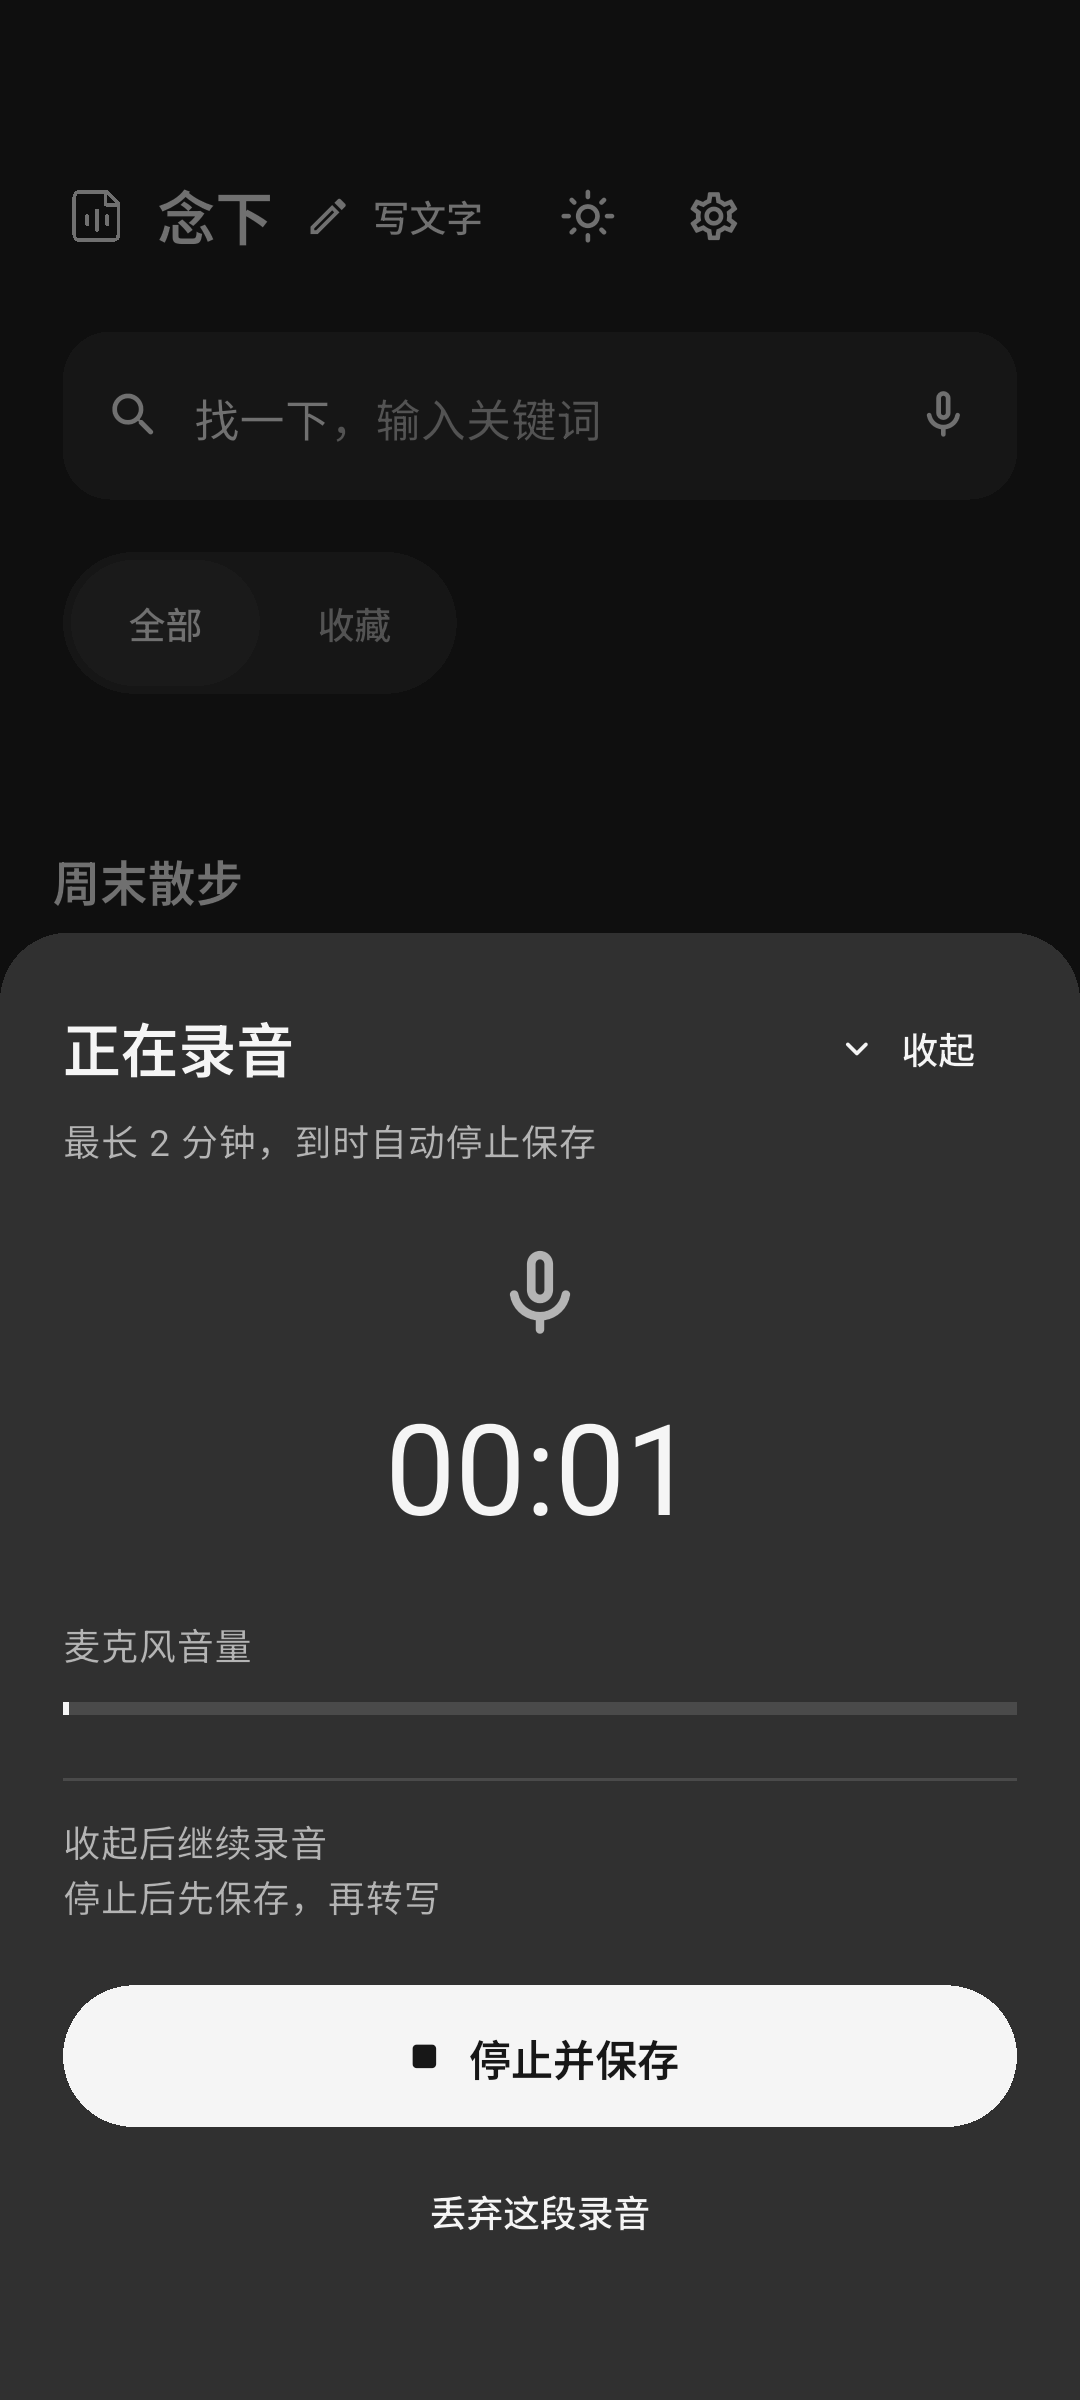 念下 写文字
找一下，输入关键词
全部 收藏
周末散步
正在录音 收起
最长 2 分钟，到时自动停止保存
00:01
麦克风音量
收起后继续录音
停止后先保存，再转写
停止并保存
丢弃这段录音